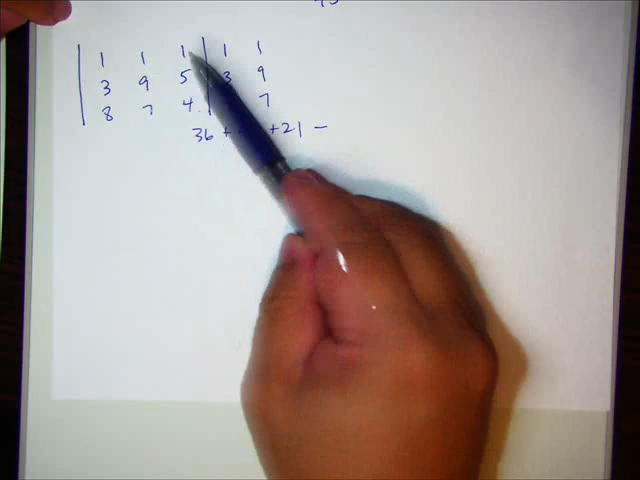 | 1 1 1 | 1 1
3 9 5 | 3 9
8 7 4 | 7
36 + +21 −